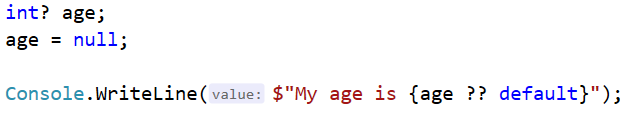 int? age;
age = null;
Console.WriteLine(value: $"My age is {age ?? default}");